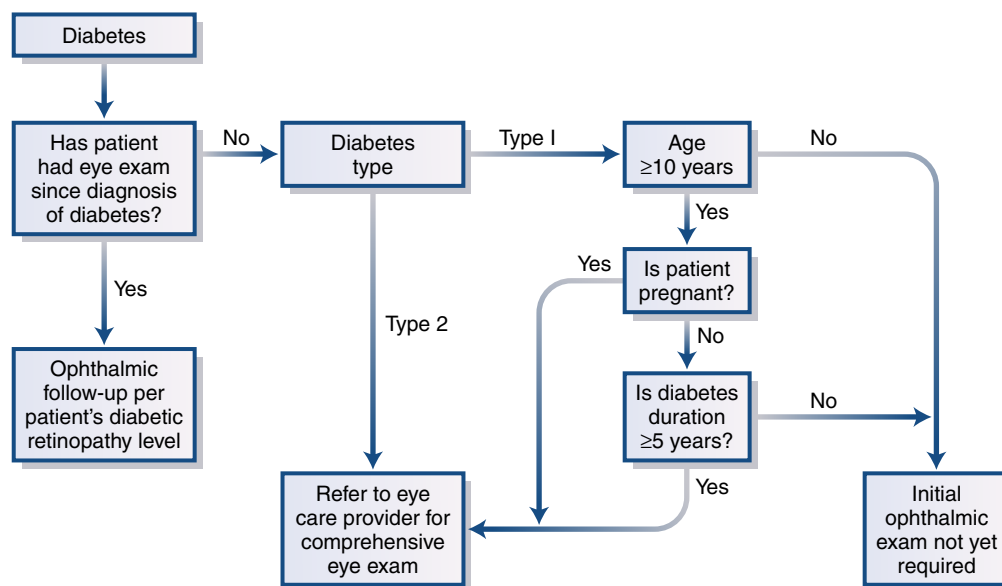 Diabetes
Has patient
had eye exam
since diagnosis
of diabetes?
No
Diabetes
type
Type I
Age
≥10 years
No
Yes
Yes
Is patient
pregnant?
Yes
Type 2
No
Ophthalmic
follow-up per
patient's diabetic
retinopathy level
Is diabetes
duration
≥5 years?
No
Yes
Refer to eye
care provider for
comprehensive
eye exam
Initial
ophthalmic
exam not yet
required